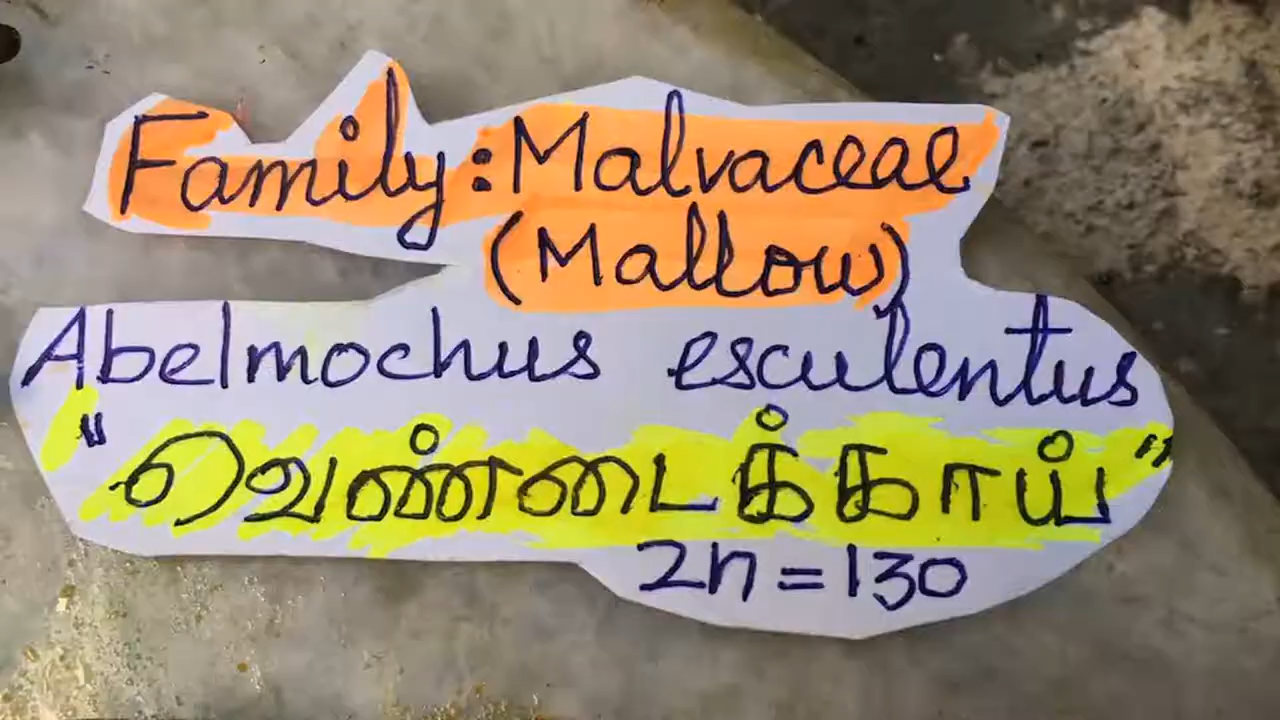 Family: Malvaceae
(Mallow)
Abelmochus esculentus
"வெண்டைக்காய்"
2n = 130